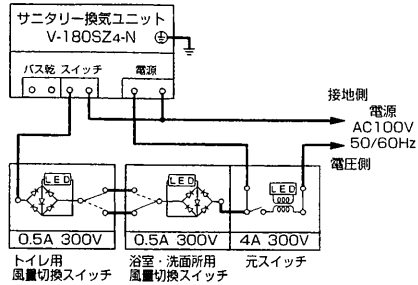 サニタリー換気ユニット
V-180SZ4-N
バス乾 スイッチ
電源
接地側
電源
AC100V
50/60Hz
電圧側
LED
LED
LED
0.5A 300V
0.5A 300V
4A 300V
トイレ用
風量切換スイッチ
浴室・洗面所用
風量切換スイッチ
元スイッチ